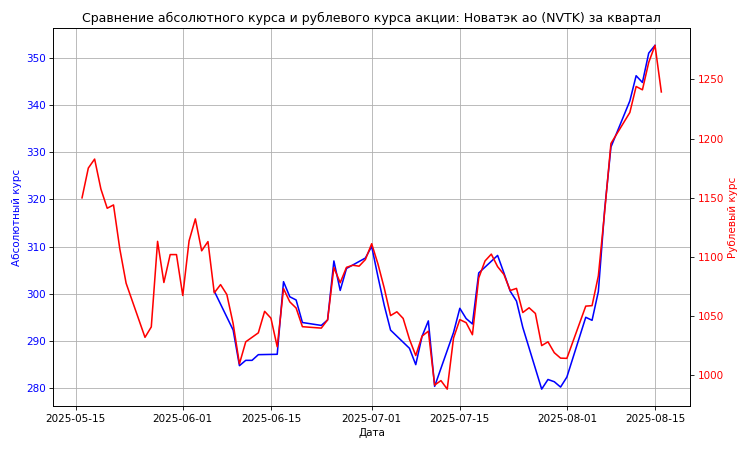 Сравнение абсолютного курса и рублевого курса акции: Новатэк ао (NVTK) за квартал
350
340
330
320
310
300
290
280
Абсолютный курс
1250
1200
1150
1100
1050
1000
Рублевый курс
2025-05-15 2025-06-01 2025-06-15 2025-07-01 2025-07-15 2025-08-01 2025-08-15
Дата